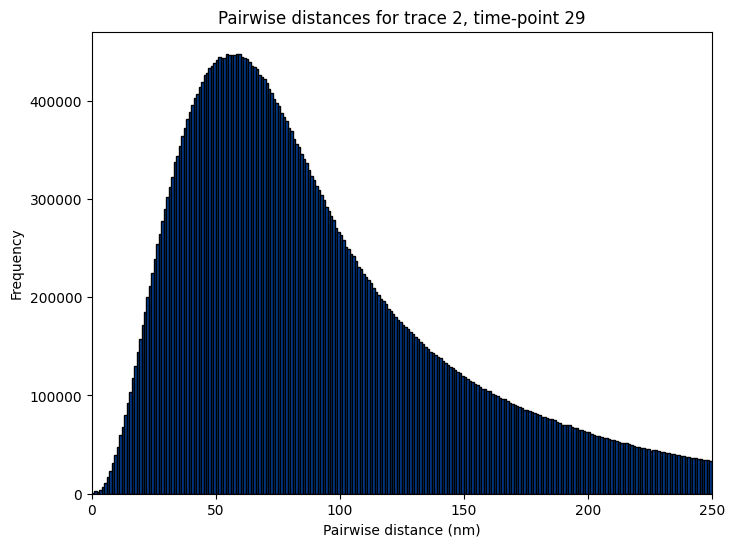 Pairwise distances for trace 2, time-point 29
400000
300000
200000
100000
0
Frequency
0 50 100 150 200 250
Pairwise distance (nm)